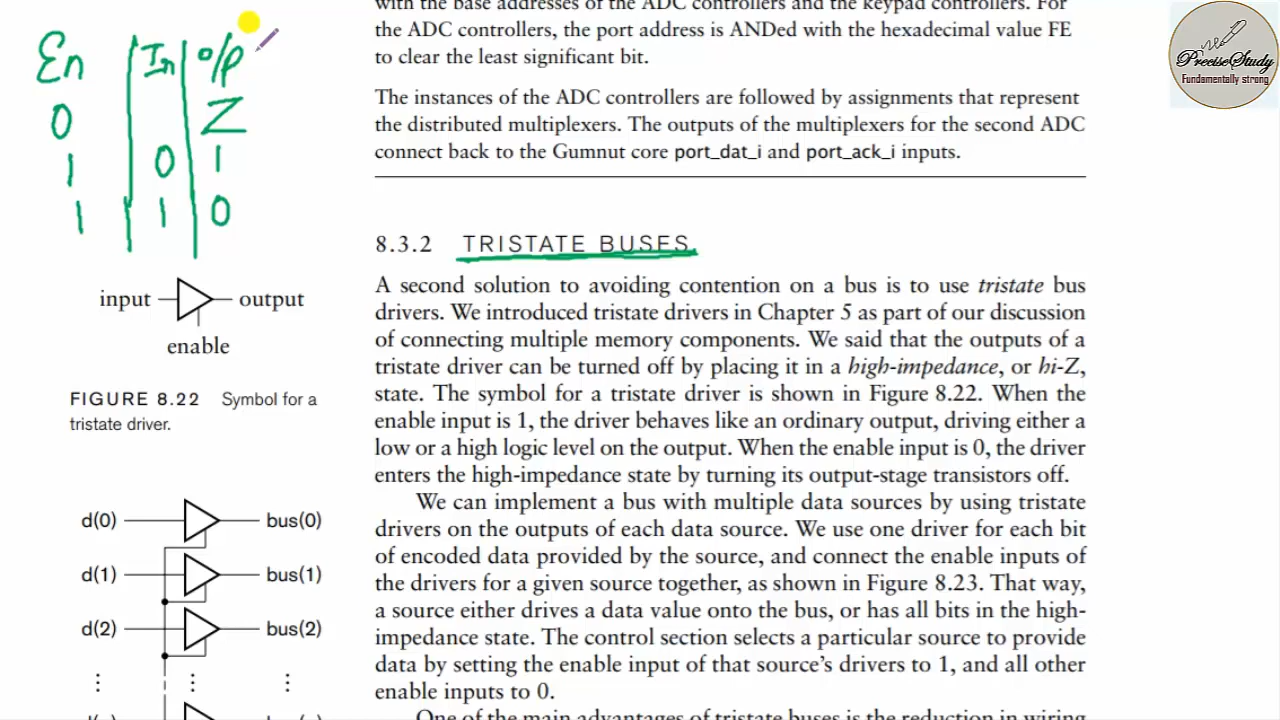 En In O/P
0 Z
1 0 1
1 1 0
input output
enable
FIGURE 8.22 Symbol for a
tristate driver.
d(0) bus(0)
d(1) bus(1)
d(2) bus(2)
with the base addresses of the ADC controllers and the keypad controllers. For
the ADC controllers, the port address is ANDed with the hexadecimal value FE
to clear the least significant bit.
The instances of the ADC controllers are followed by assignments that represent
the distributed multiplexers. The outputs of the multiplexers for the second ADC
connect back to the Gumnut core port_dat_i and port_ack_i inputs.
8.3.2 TRISTATE BUSES
A second solution to avoiding contention on a bus is to use tristate bus
drivers. We introduced tristate drivers in Chapter 5 as part of our discussion
of connecting multiple memory components. We said that the outputs of a
tristate driver can be turned off by placing it in a high-impedance, or hi-Z,
state. The symbol for a tristate driver is shown in Figure 8.22. When the
enable input is 1, the driver behaves like an ordinary output, driving either a
low or a high logic level on the output. When the enable input is 0, the driver
enters the high-impedance state by turning its output-stage transistors off.
We can implement a bus with multiple data sources by using tristate
drivers on the outputs of each data source. We use one driver for each bit
of encoded data provided by the source, and connect the enable inputs of
the drivers for a given source together, as shown in Figure 8.23. That way,
a source either drives a data value onto the bus, or has all bits in the high-
impedance state. The control section selects a particular source to provide
data by setting the enable input of that source's drivers to 1, and all other
enable inputs to 0.
One of the main advantages of tristate buses is the reduction in wiring
PreciseStudy
Fundamentally strong